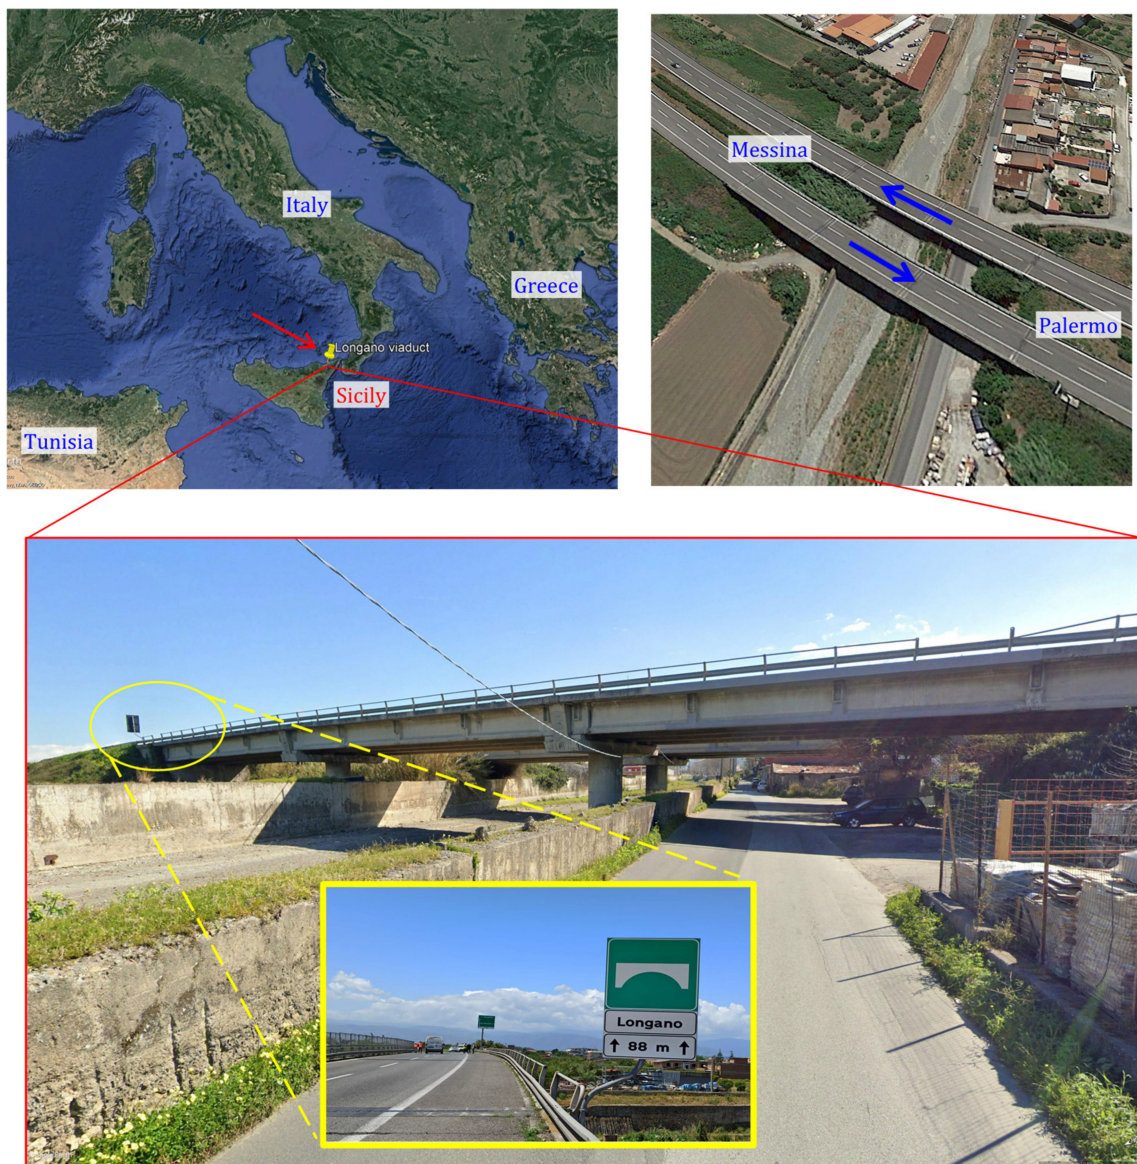 Italy
Greece
Longano viaduct
Sicily
Tunisia
Messina
Palermo
Longano
↑ 88 m ↑